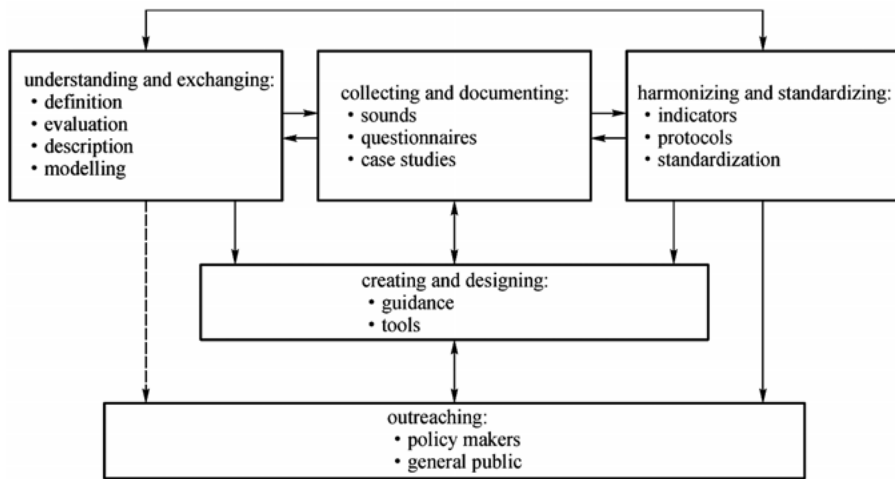 understanding and exchanging:
• definition
• evaluation
• description
• modelling
collecting and documenting:
• sounds
• questionnaires
• case studies
harmonizing and standardizing:
• indicators
• protocols
• standardization
creating and designing:
• guidance
• tools
outreaching:
• policy makers
• general public